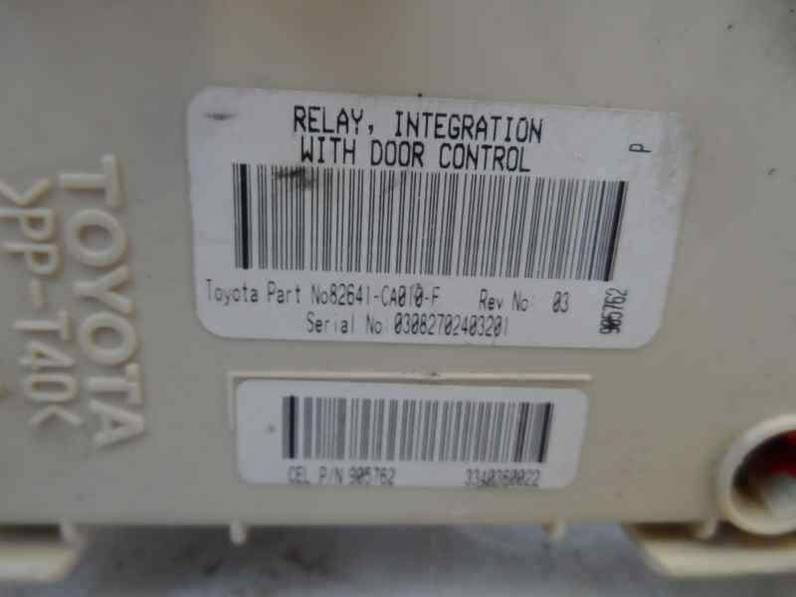 RELAY, INTEGRATION
WITH DOOR CONTROL
P
Toyota Part No82641-CA010-F Rev No: 03
Serial No: 03082702403201
905762
CEL P/N 905762 3340360022
TOYOTA
>PP-T40<